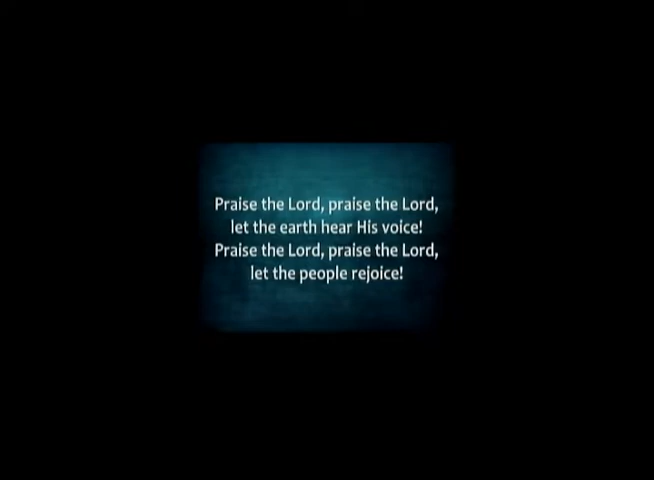 Praise the Lord, praise the Lord,
let the earth hear His voice!
Praise the Lord, praise the Lord,
let the people rejoice!